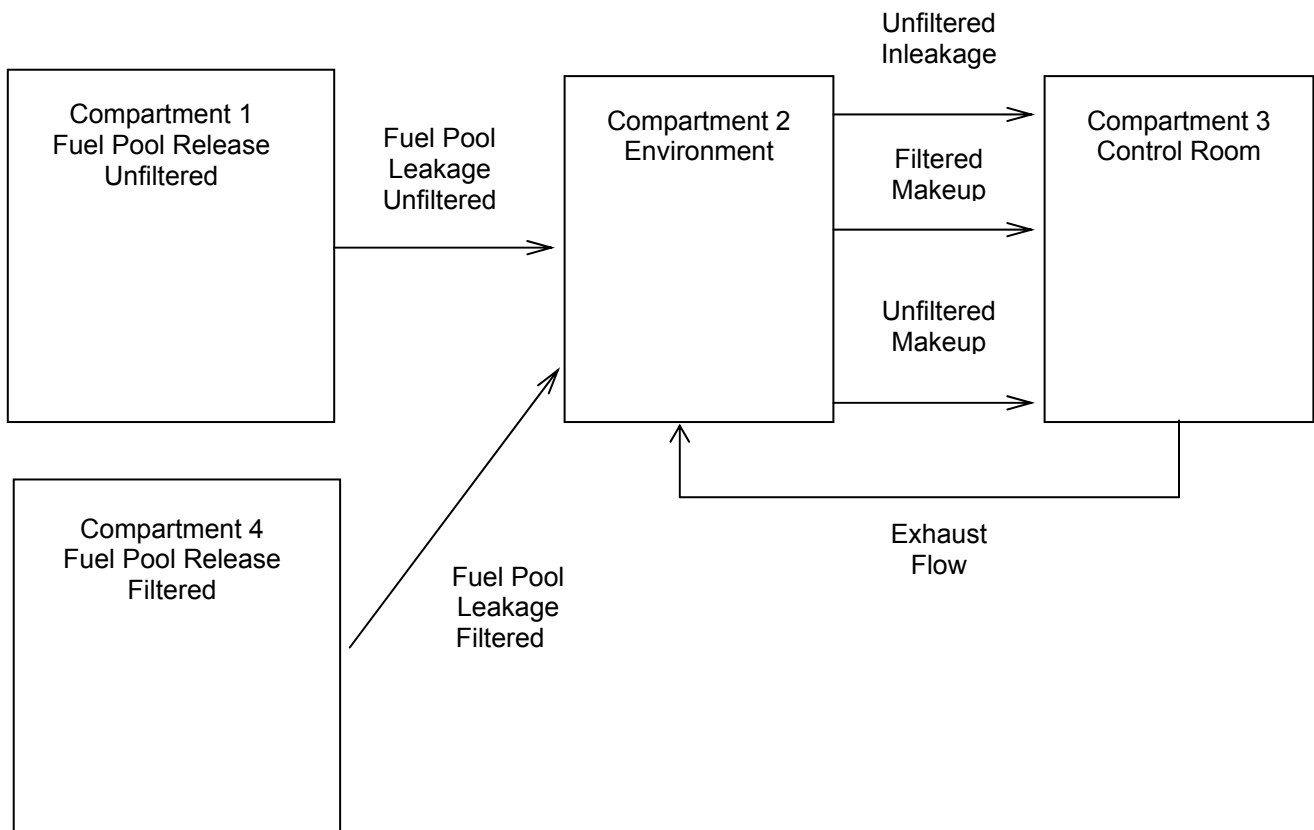 Unfiltered
Inleakage
Compartment 1
Fuel Pool Release
Unfiltered
Fuel Pool
Leakage
Unfiltered
Compartment 2
Environment
Compartment 3
Control Room
Filtered
Makeup
Unfiltered
Makeup
Compartment 4
Fuel Pool Release
Filtered
Fuel Pool
Leakage
Filtered
Exhaust
Flow